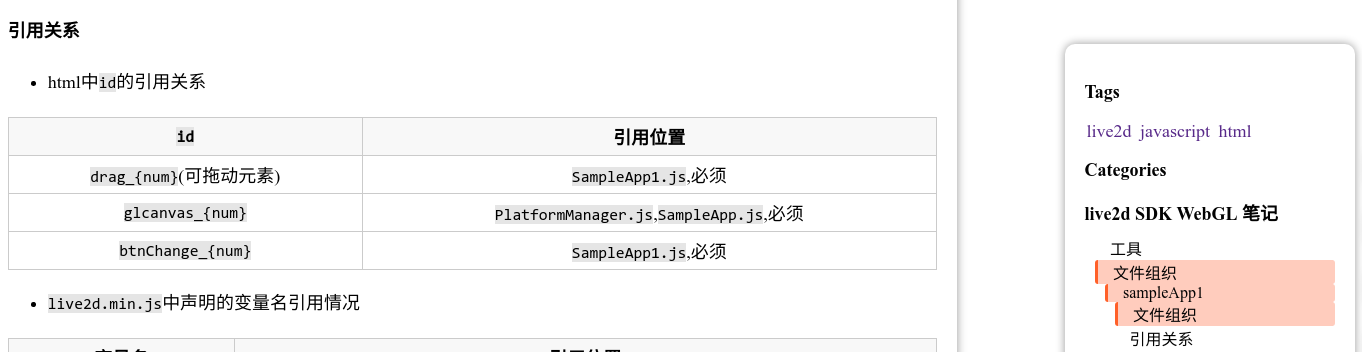 引用关系
html中id的引用关系
id 引用位置
drag_{num}(可拖动元素) SampleApp1.js,必须
glcanvas_{num} PlatformManager.js,SampleApp.js,必须
btnChange_{num} SampleApp1.js,必须
live2d.min.js中声明的变量名引用情况
Tags
live2d javascript html
Categories
live2d SDK WebGL 笔记
工具
文件组织
sampleApp1
文件组织
引用关系